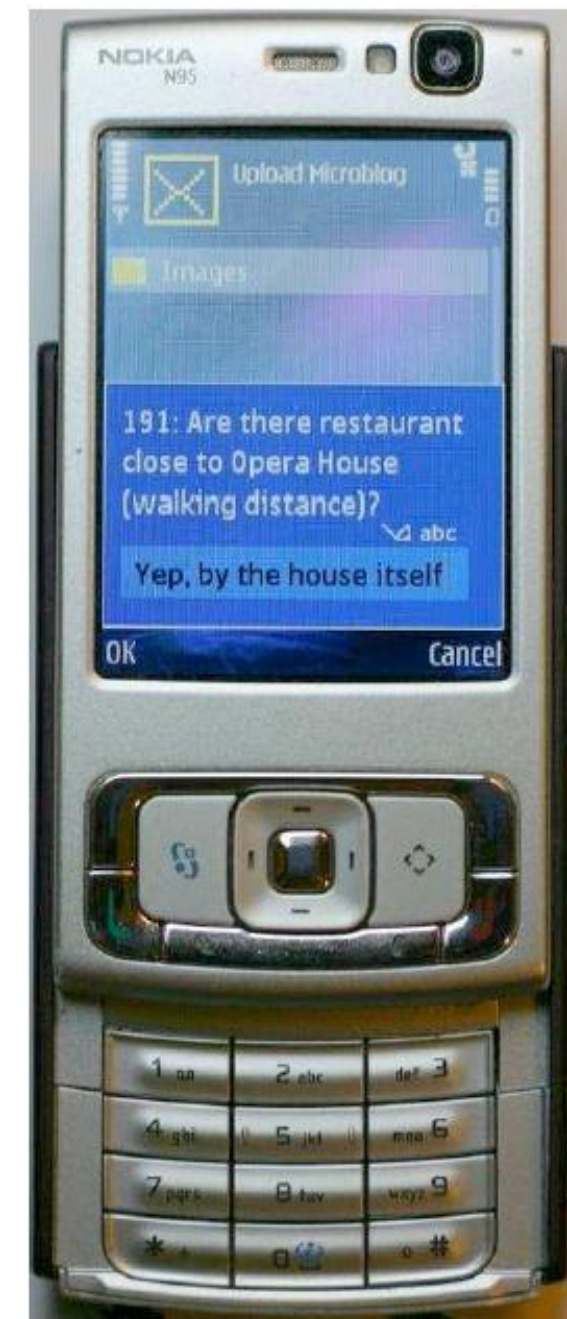 NOKIA
N95
Upload Microblog
Images
191: Are there restaurant
close to Opera House
(walking distance)?
abc
Yep, by the house itself
OK Cancel
1 2 abc def 3
4 ghi 5 jkl mno 6
7 pqrs 8 tuv wxyz 9
* + 0 #